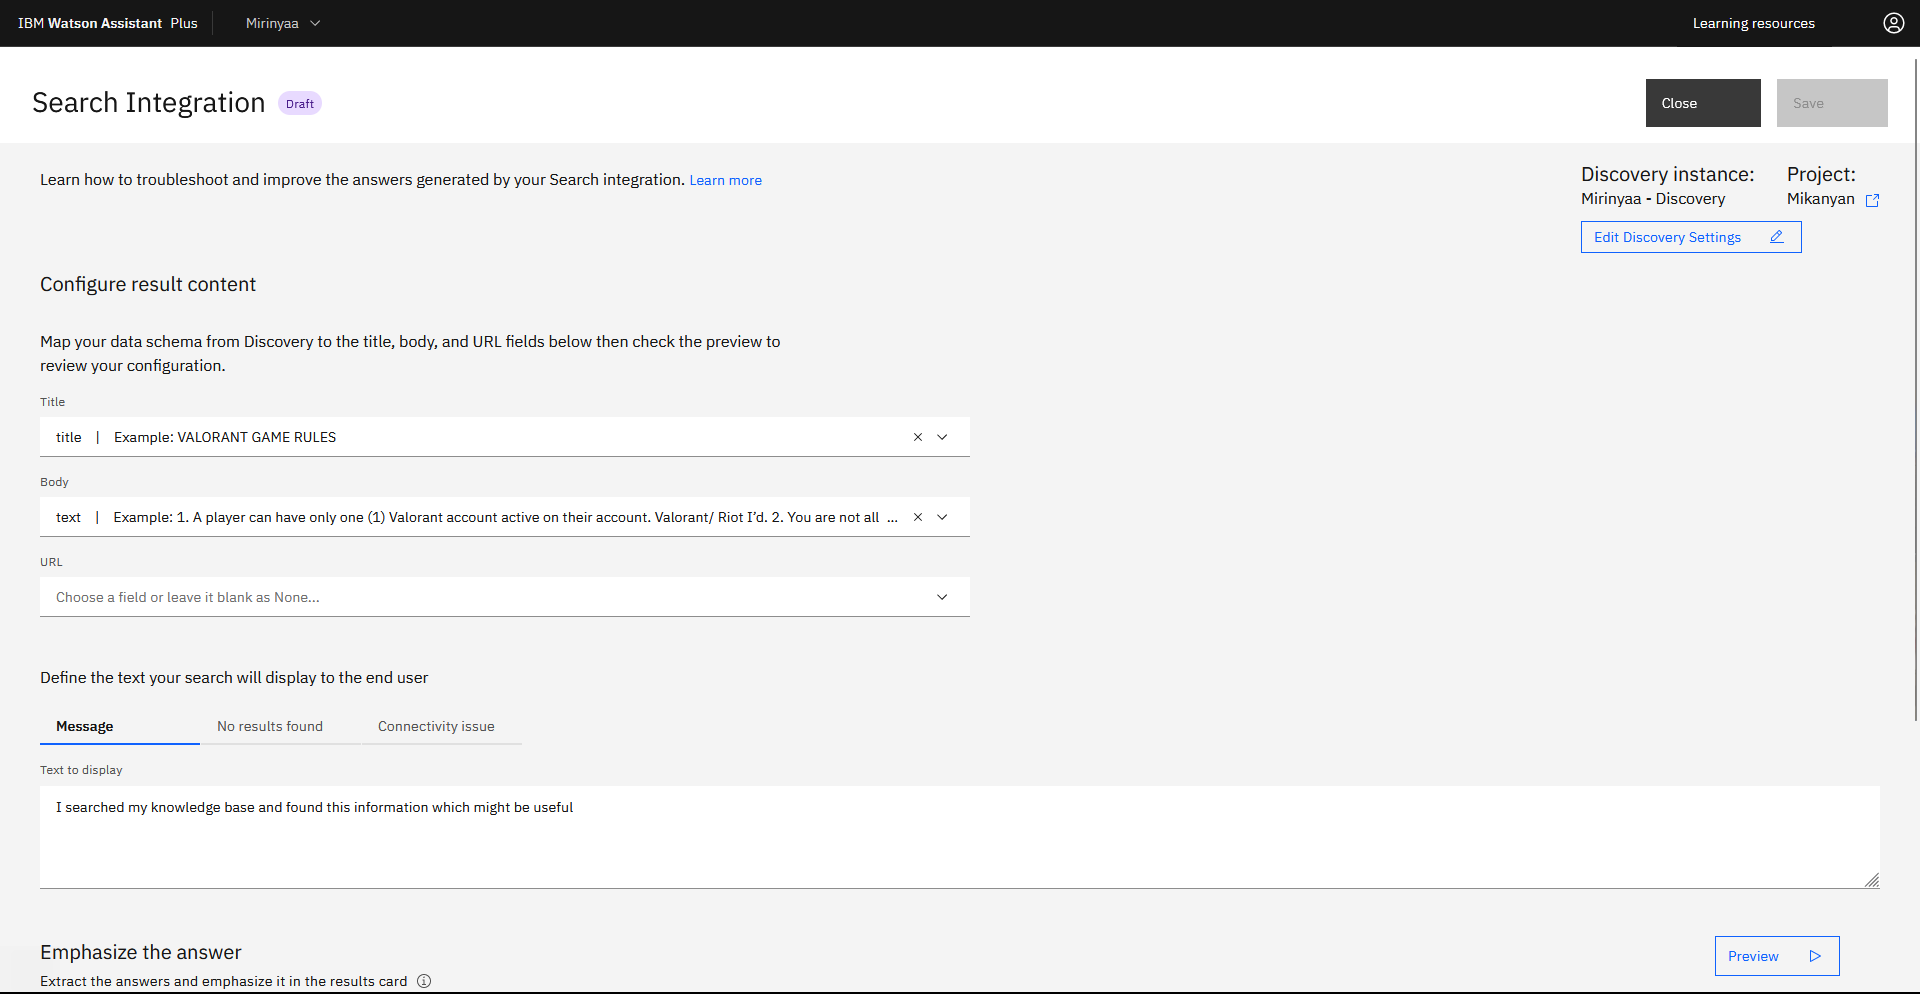 IBM Watson Assistant Plus
Mirinyaa
Learning resources
Search Integration
Draft
Close
Save
Learn how to troubleshoot and improve the answers generated by your Search integration. Learn more
Discovery instance:
Mirinyaa - Discovery
Project:
Mikanyan
Edit Discovery Settings
Configure result content
Map your data schema from Discovery to the title, body, and URL fields below then check the preview to
review your configuration.
Title
title | Example: VALORANT GAME RULES
Body
text | Example: 1. A player can have only one (1) Valorant account active on their account. Valorant/ Riot I’d. 2. You are not all ...
URL
Choose a field or leave it blank as None...
Define the text your search will display to the end user
Message
No results found
Connectivity issue
Text to display
I searched my knowledge base and found this information which might be useful
Emphasize the answer
Extract the answers and emphasize it in the results card
Preview